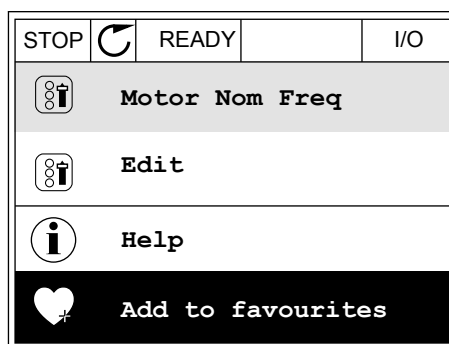 STOP READY I/O
Motor Nom Freq
Edit
Help
Add to favourites